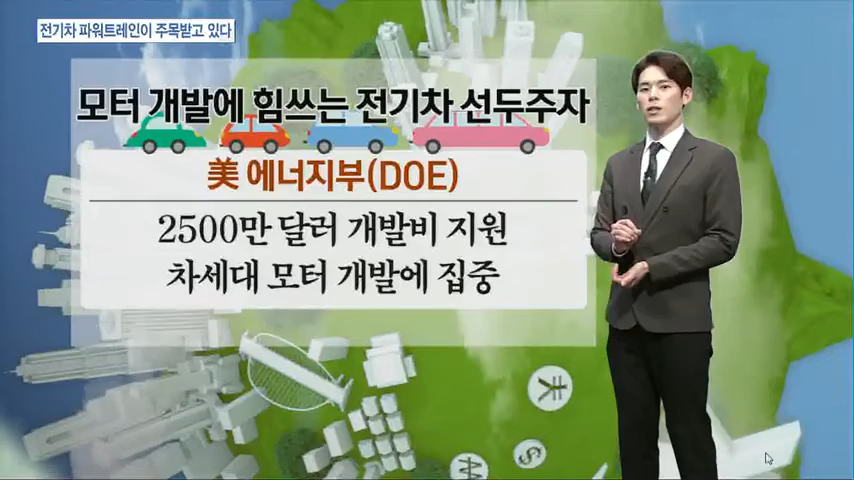 전기차 파워트레인이 주목받고 있다
모터 개발에 힘쓰는 전기차 선두주자
美 에너지부(DOE)
2500만 달러 개발비 지원
차세대 모터 개발에 집중